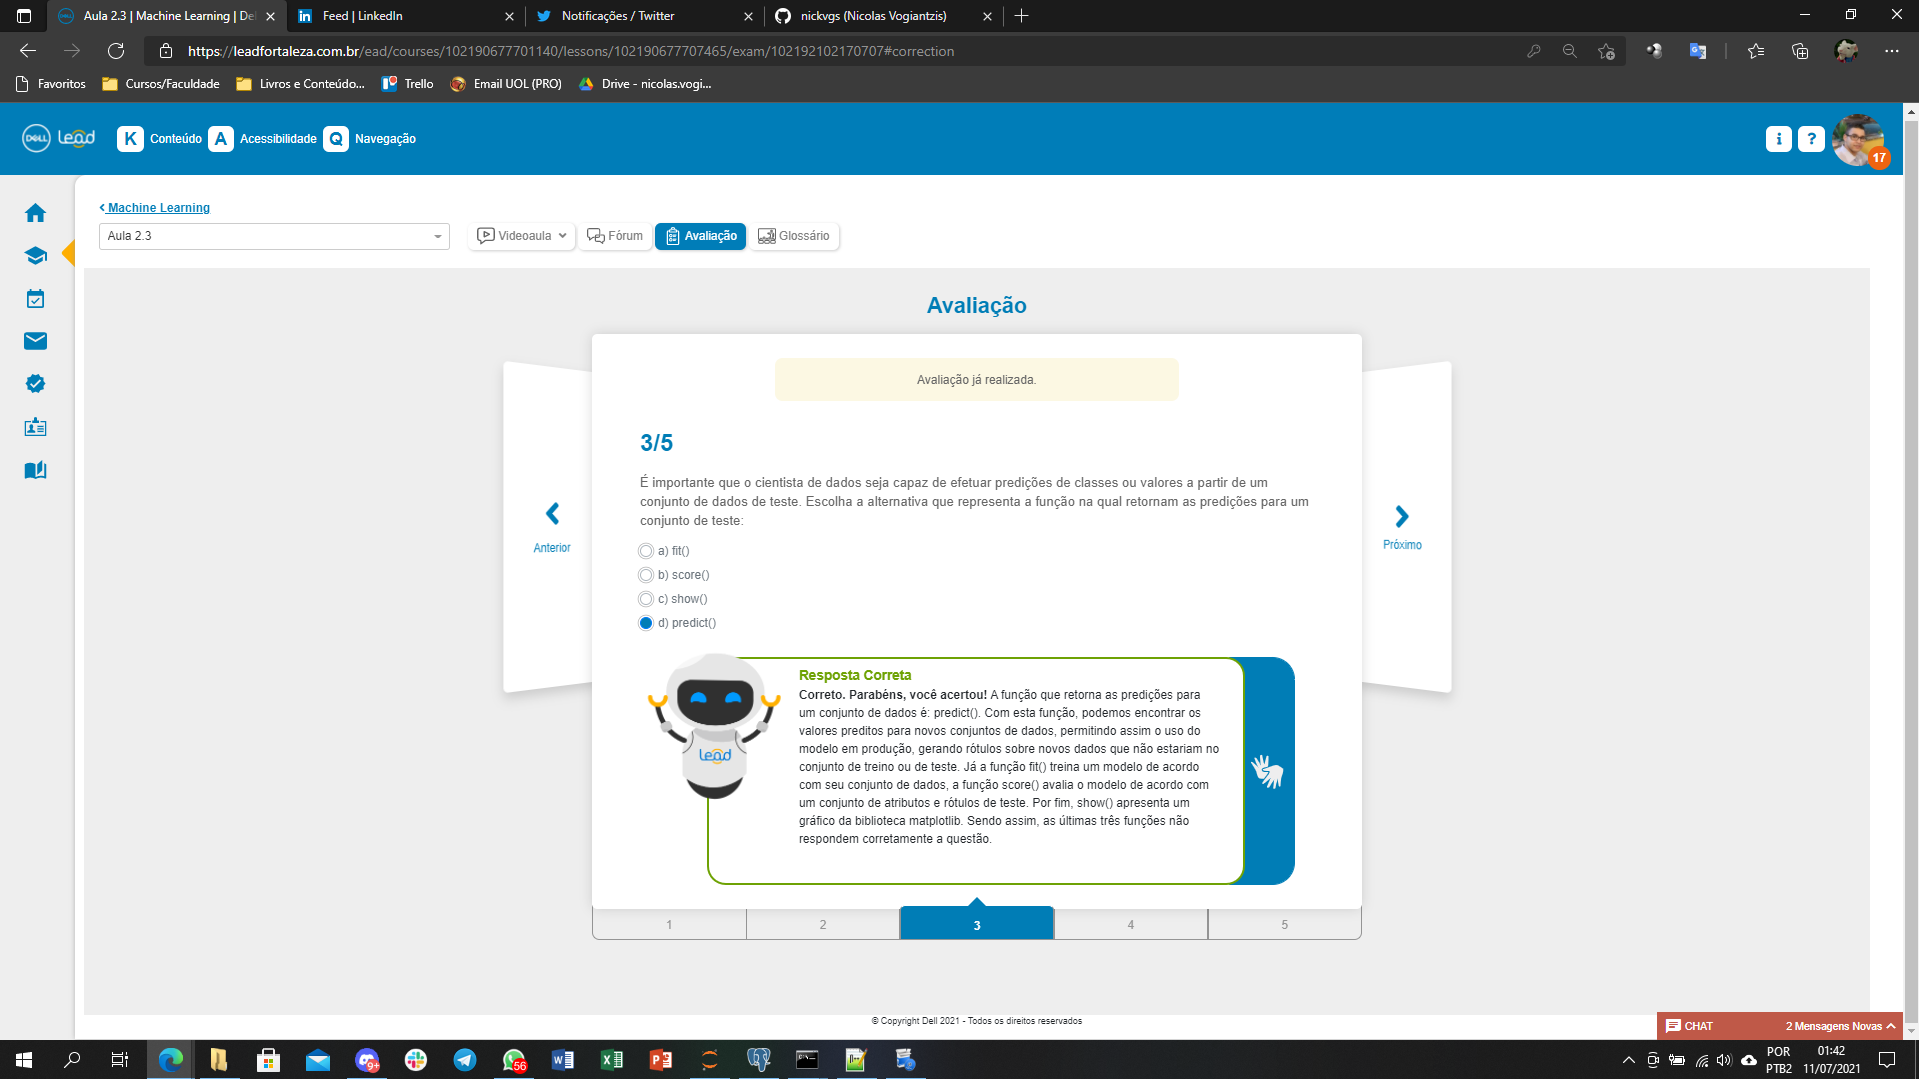 Aula 2.3 | Machine Learning | De
Feed | LinkedIn
Notificações / Twitter
nickvgs (Nicolas Vogiantzis)
https://leadfortaleza.com.br/ead/courses/102190677701140/lessons/102190677707465/exam/102192102170707#correction
Favoritos
Cursos/Faculdade
Livros e Conteúdo...
Trello
Email UOL (PRO)
Drive - nicolas.vogi...
DELL Lead
K Conteúdo
A Acessibilidade
Q Navegação
i
?
17
Machine Learning
Aula 2.3
Videoaula
Fórum
Avaliação
Glossário
Avaliação
Avaliação já realizada.
3/5
É importante que o cientista de dados seja capaz de efetuar predições de classes ou valores a partir de um
conjunto de dados de teste. Escolha a alternativa que representa a função na qual retornam as predições para um
conjunto de teste:
Anterior
Próximo
a) fit()
b) score()
c) show()
d) predict()
Lead
Resposta Correta
Correto. Parabéns, você acertou! A função que retorna as predições para
um conjunto de dados é: predict(). Com esta função, podemos encontrar os
valores preditos para novos conjuntos de dados, permitindo assim o uso do
modelo em produção, gerando rótulos sobre novos dados que não estariam no
conjunto de treino ou de teste. Já a função fit() treina um modelo de acordo
com seu conjunto de dados, a função score() avalia o modelo de acordo com
um conjunto de atributos e rótulos de teste. Por fim, show() apresenta um
gráfico da biblioteca matplotlib. Sendo assim, as últimas três funções não
respondem corretamente a questão.
1
2
3
4
5
© Copyright Dell 2021 - Todos os direitos reservados
CHAT
2 Mensagens Novas
9+
56
POR
PTB2
01:42
11/07/2021